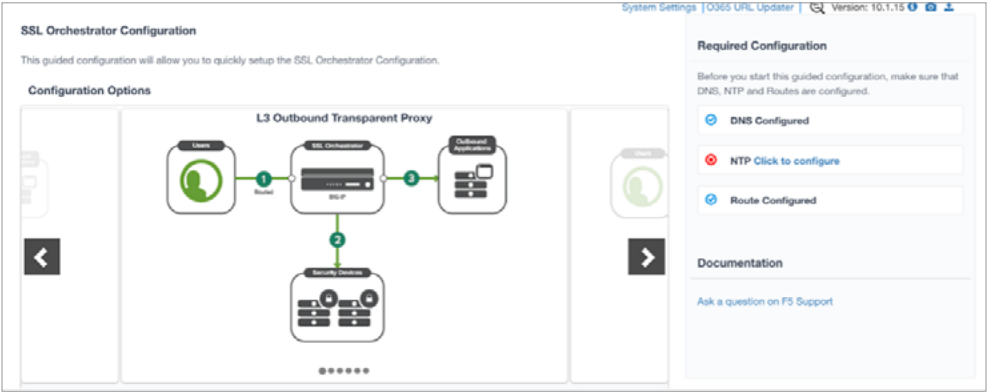 System Settings | O365 URL Updater | Version: 10.1.15
SSL Orchestrator Configuration
This guided configuration will allow you to quickly setup the SSL Orchestrator Configuration.
Configuration Options
L3 Outbound Transparent Proxy
Users
SSL Orchestrator
Outbound
Applications
1
Routed
BIG-IP
3
2
Security Devices
Users
Required Configuration
Before you start this guided configuration, make sure that
DNS, NTP and Routes are configured.
DNS Configured
NTP Click to configure
Route Configured
Documentation
Ask a question on F5 Support